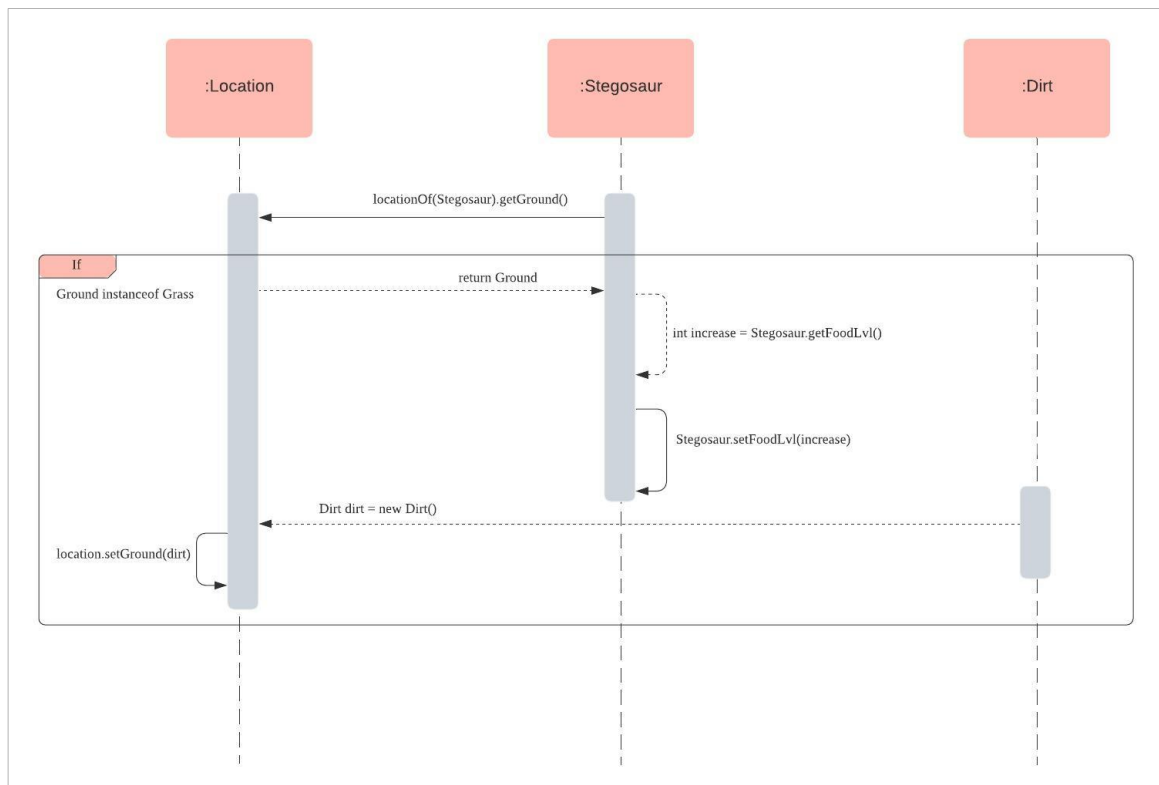 :Location
:Stegosaur
:Dirt
locationOf(Stegosaur).getGround()
If
return Ground
Ground instanceof Grass
int increase = Stegosaur.getFoodLvl()
Stegosaur.setFoodLvl(increase)
Dirt dirt = new Dirt()
location.setGround(dirt)